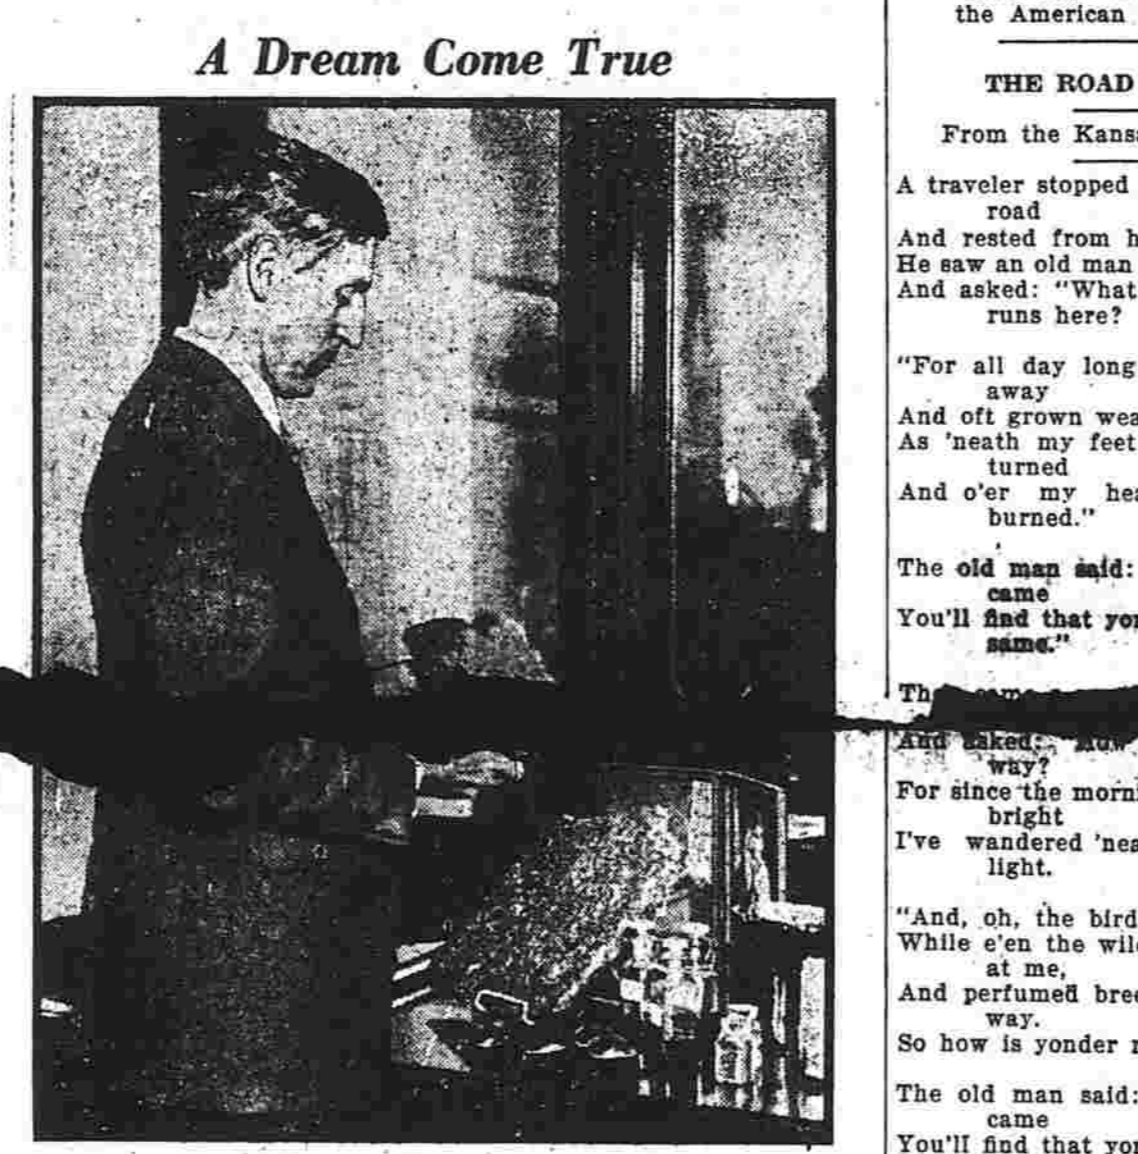 A Dream Come True
the American
THE ROAD
From the Kans
A traveler stopped
road
And rested from h
He saw an old man
And asked: "What
runs here?
"For all day long
away
And oft grown wea
As 'neath my feet
turned
And o'er my hea
burned."
The old man said:
came
You'll find that yon
same."
And asked:
way?
For since the morni
bright
I've wandered 'nea
light.
"And, oh, the bird
While e'en the wil
at me,
And perfumed bree
way.
So how is yonder
The old man said:
came
You'll find that yon